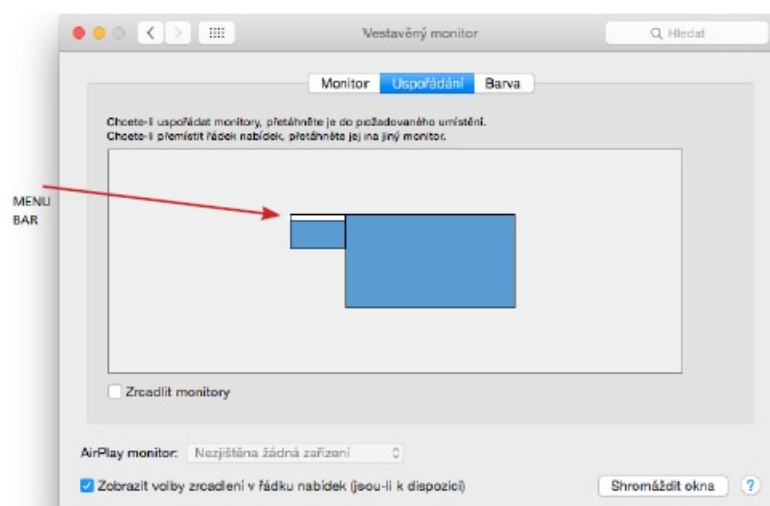 Vestavěný monitor
Hledat
Monitor Uspořádání Barva
Chcete-li uspořádat monitory, přetáhněte je do požadovaného umístění.
Chcete-li přemístit řádek nabídek, přetáhněte jej na jiný monitor.
MENU
BAR
Zrcadlit monitory
AirPlay monitor: Nezjištěna žádná zařízení
Zobrazit volby zrcadlení v řádku nabídek (jsou-li k dispozici)
Shromáždit okna ?